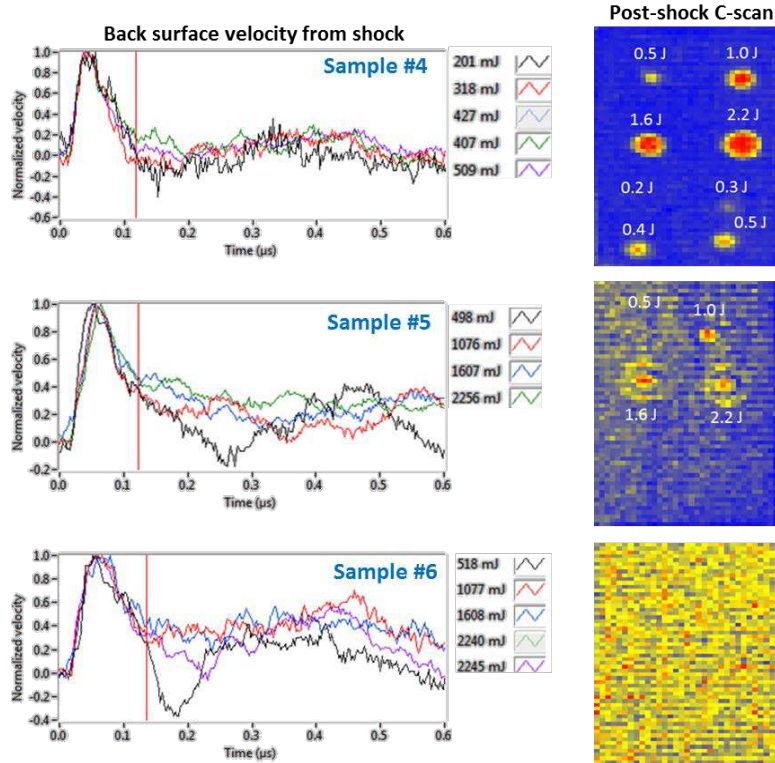 Back surface velocity from shock
Post-shock C-scan
Sample #4
Normalized velocity
1.0
0.8
0.6
0.4
0.2
0.0
-0.2
-0.4
-0.6
0.0 0.1 0.2 0.3 0.4 0.5 0.6
Time (µs)
201 mJ
318 mJ
427 mJ
407 mJ
509 mJ
0.5 J 1.0 J
1.6 J 2.2 J
0.2 J 0.3 J
0.4 J 0.5 J
Sample #5
Normalized velocity
1.0
0.8
0.6
0.4
0.2
0.0
-0.2
0.0 0.1 0.2 0.3 0.4 0.5 0.6
Time (µs)
498 mJ
1076 mJ
1607 mJ
2256 mJ
0.5 J 1.0 J
1.6 J 2.2 J
Sample #6
Normalized velocity
1.0
0.8
0.6
0.4
0.2
0.0
-0.2
-0.4
0.0 0.1 0.2 0.3 0.4 0.5 0.6
Time (µs)
518 mJ
1077 mJ
1608 mJ
2240 mJ
2245 mJ